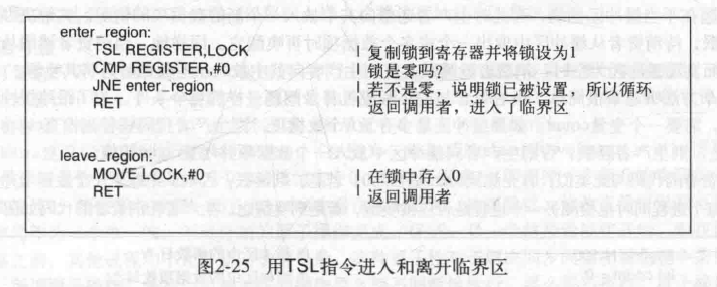 enter_region:
TSL REGISTER,LOCK | 复制锁到寄存器并将锁设为1
CMP REGISTER,#0 | 锁是零吗?
JNE enter_region | 若不是零,说明锁已被设置,所以循环
RET | 返回调用者,进入了临界区
leave_region:
MOVE LOCK,#0 | 在锁中存入0
RET | 返回调用者
图2-25 用TSL指令进入和离开临界区